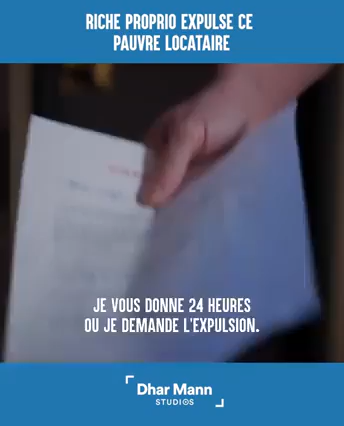 RICHE PROPRIO EXPULSE CE
PAUVRE LOCATAIRE
JE VOUS DONNE 24 HEURES
OU JE DEMANDE L'EXPULSION.
Dhar Mann
STUDIOS